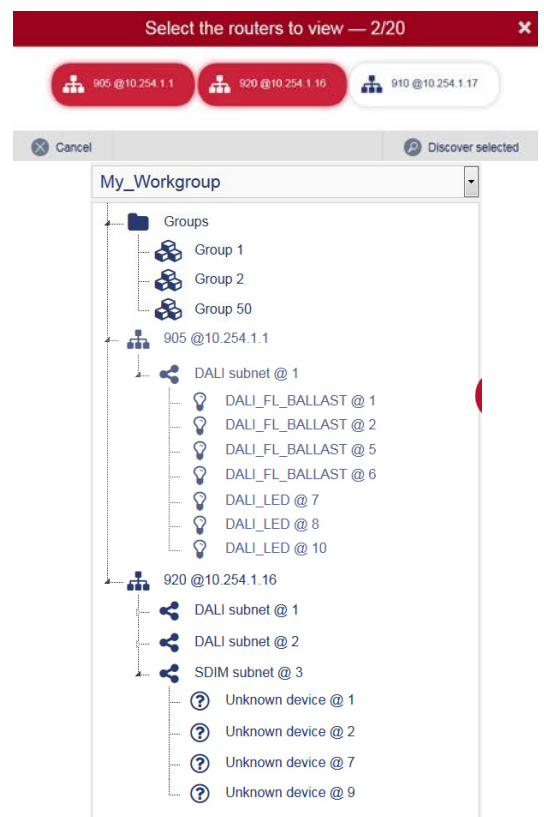 Select the routers to view — 2/20
905 @10.254.1.1
920 @10.254.1.16
910 @10.254.1.17
Cancel
Discover selected
My_Workgroup
Groups
Group 1
Group 2
Group 50
905 @10.254.1.1
DALI subnet @ 1
DALI_FL_BALLAST @ 1
DALI_FL_BALLAST @ 2
DALI_FL_BALLAST @ 5
DALI_FL_BALLAST @ 6
DALI_LED @ 7
DALI_LED @ 8
DALI_LED @ 10
920 @10.254.1.16
DALI subnet @ 1
DALI subnet @ 2
SDIM subnet @ 3
Unknown device @ 1
Unknown device @ 2
Unknown device @ 7
Unknown device @ 9